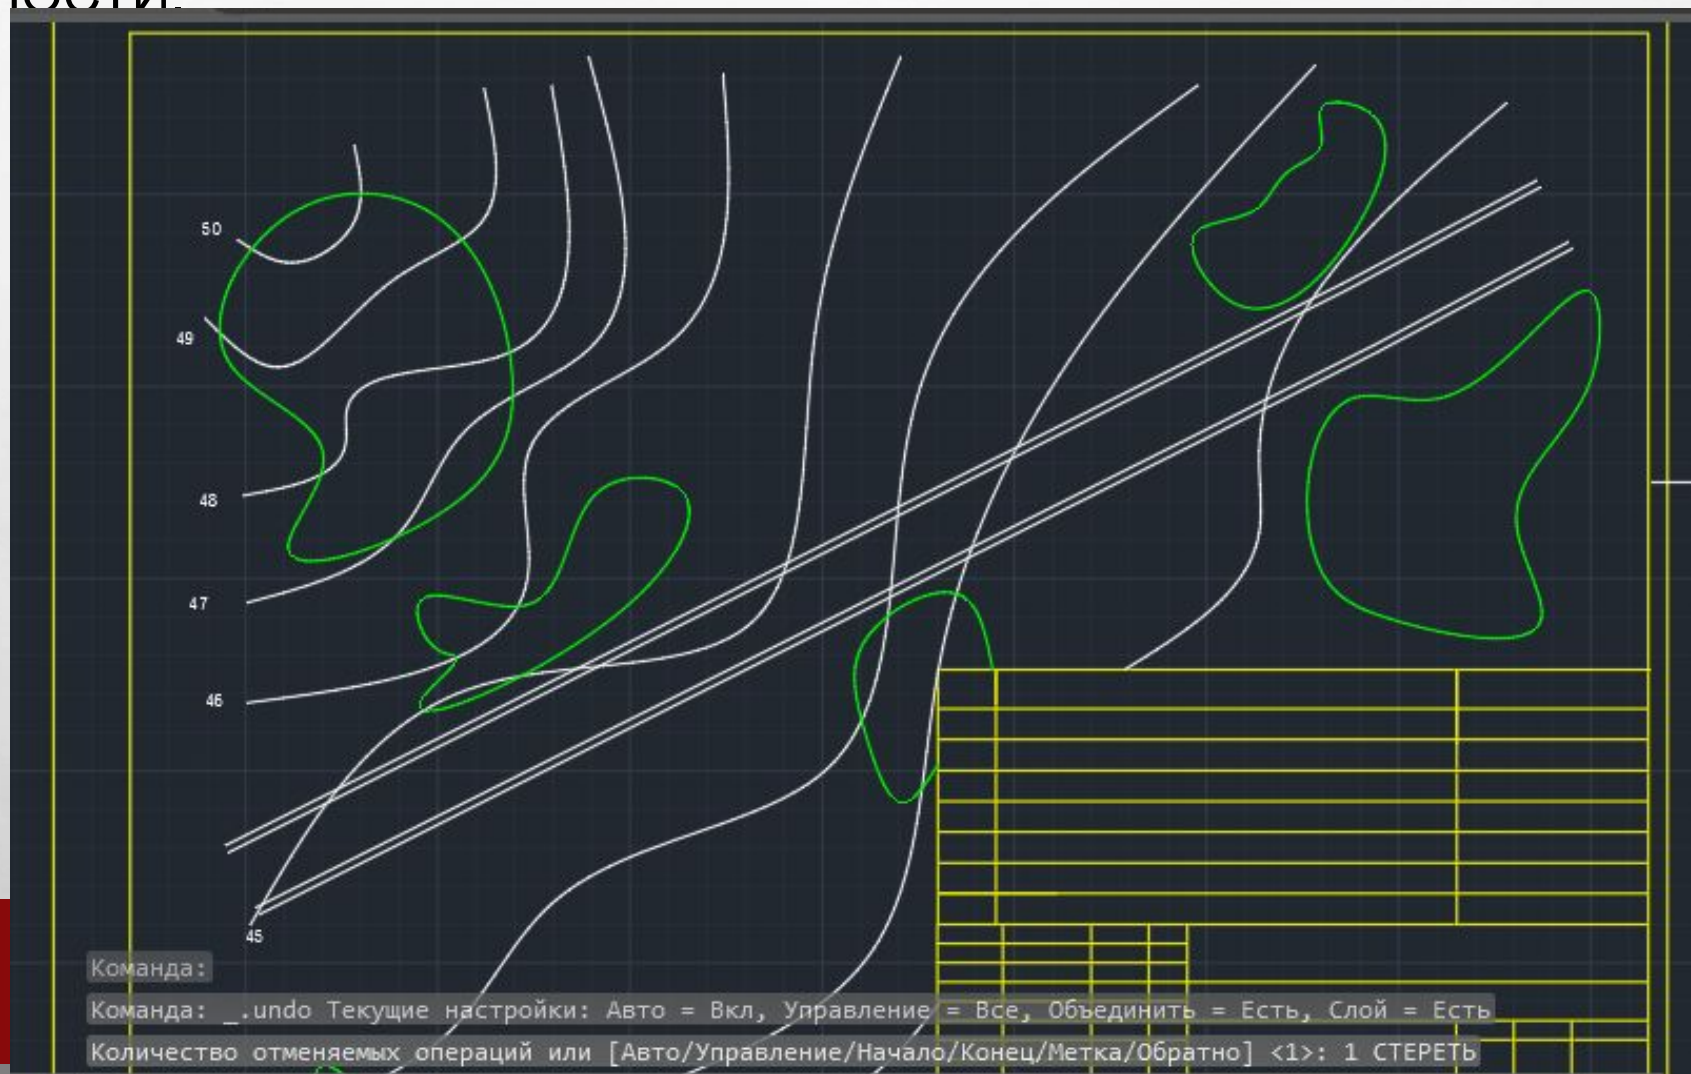 50
49
48
47
46
45
Команда:
Команда: _.undo Текущие настройки: Авто = Вкл, Управление = Все, Объединить = Есть, Слой = Есть
Количество отменяемых операций или [Авто/Управление/Начало/Конец/Метка/Обратно] <1>: 1 СТЕРЕТЬ